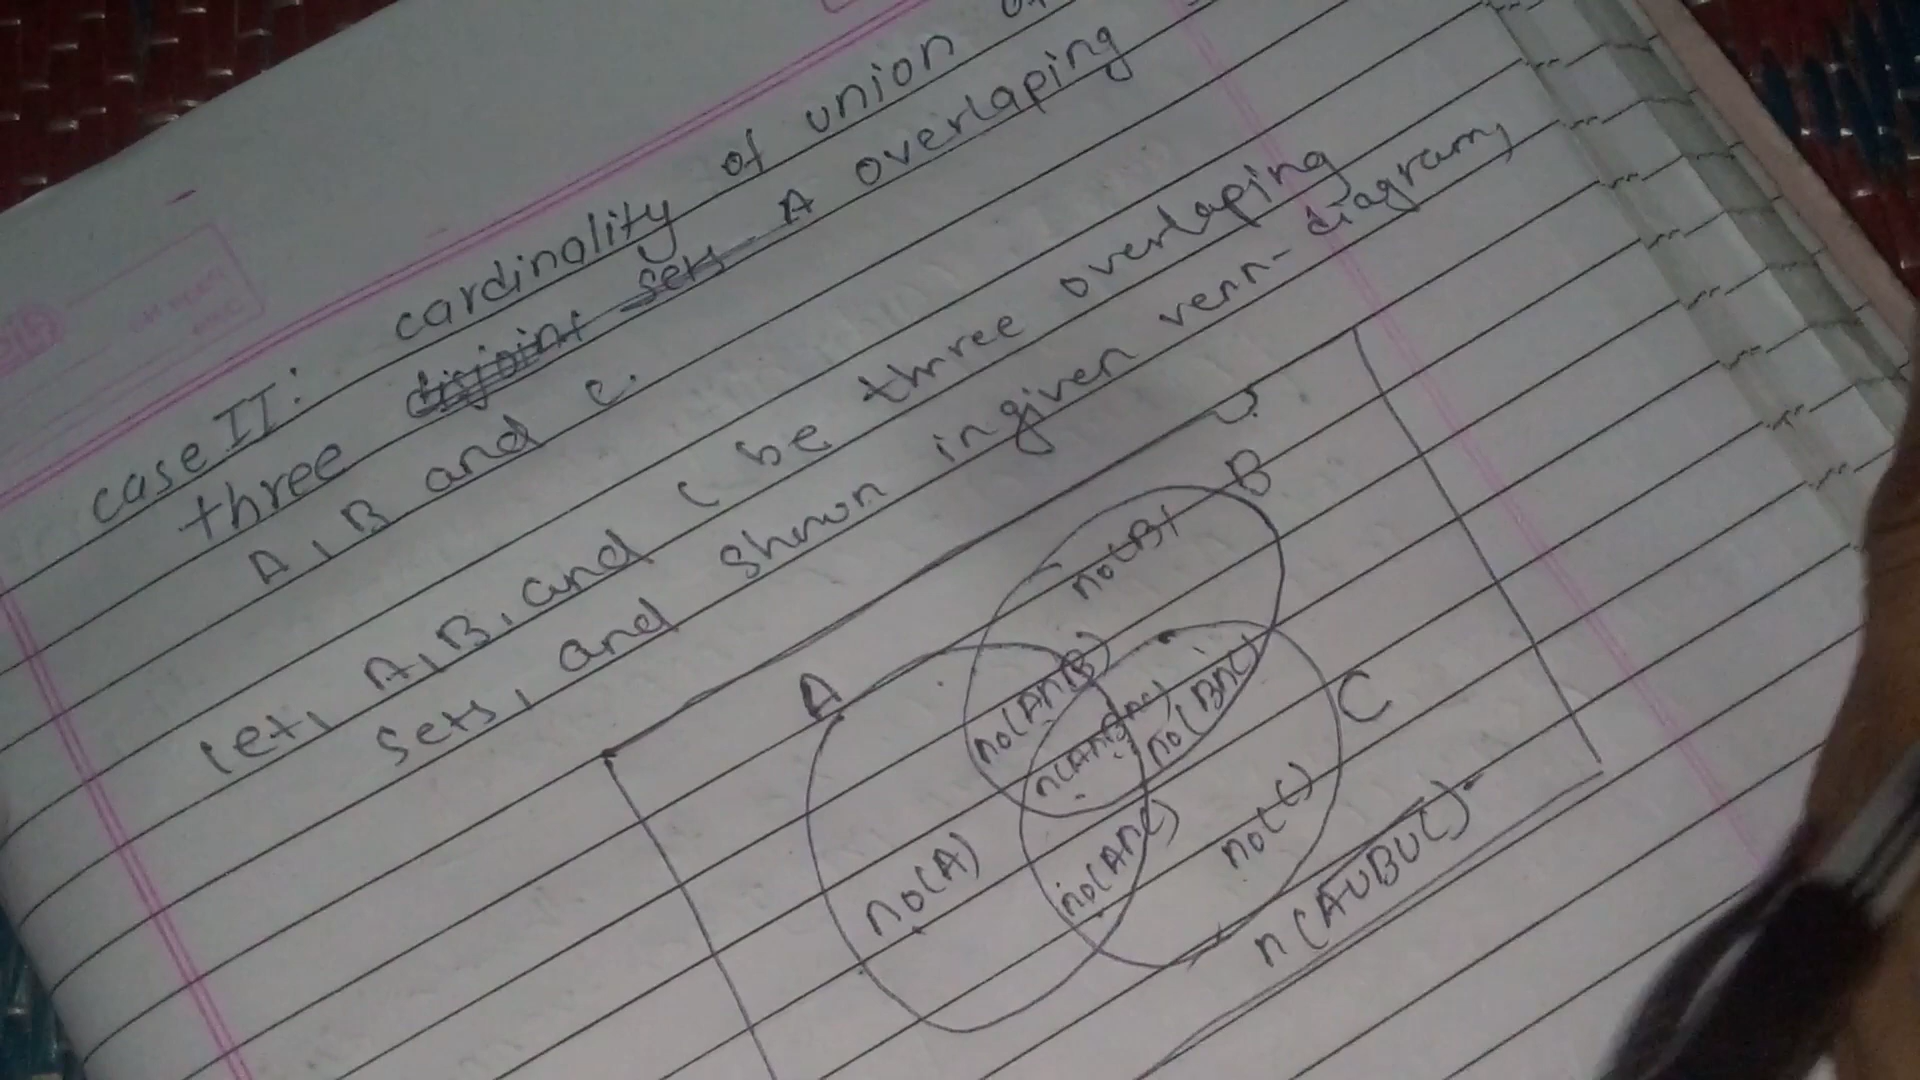 case II: cardinality of union
three disjoint sets A overlaping
A, B and c.
let, A, B, and C be three overlaping
sets, and shown in given venn-diagram,
U
B
no(B)
A
no(A∩B)
n(A∩B∩C)
no(B∩C)
C
no(A)
no(A∩C)
no(C)
n(A∪B∪C)